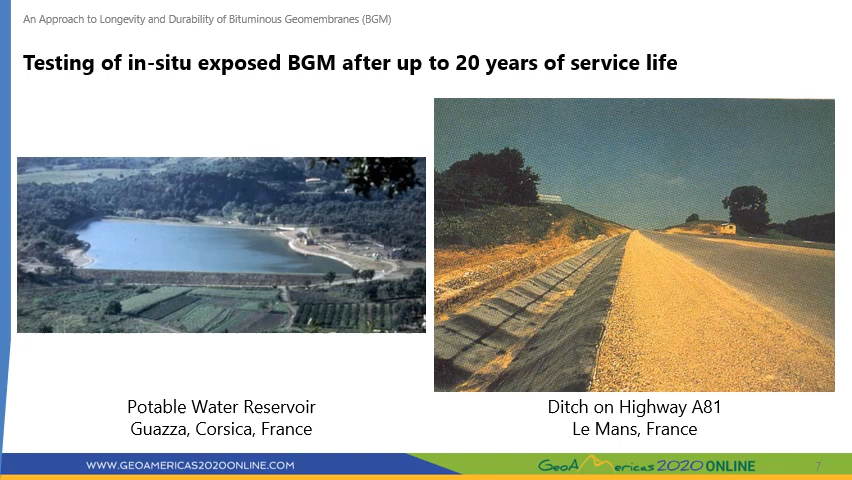 An Approach to Longevity and Durability of Bituminous Geomembranes (BGM)
Testing of in-situ exposed BGM after up to 20 years of service life
Potable Water Reservoir
Guazza, Corsica, France
Ditch on Highway A81
Le Mans, France
WWW.GEOAMERICAS2020ONLINE.COM
GeoAmericas 2020 ONLINE
7